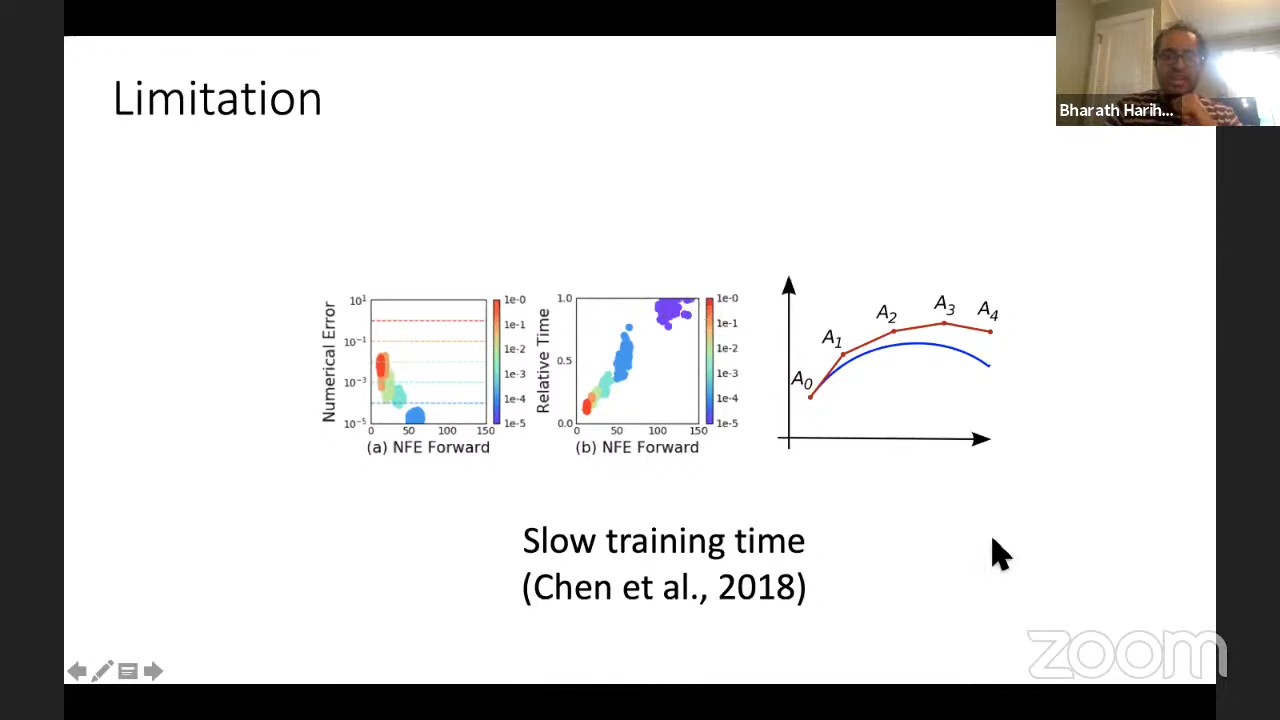 Limitation
Bharath Harih...
Numerical Error
10¹
10⁻¹
10⁻³
10⁻⁵
0 50 100 150
(a) NFE Forward
1e-0
1e-1
1e-2
1e-3
1e-4
1e-5
Relative Time
1.0
0.5
0.0
0 50 100 150
(b) NFE Forward
1e-0
1e-1
1e-2
1e-3
1e-4
1e-5
A₀
A₁
A₂
A₃
A₄
Slow training time
(Chen et al., 2018)
zoom